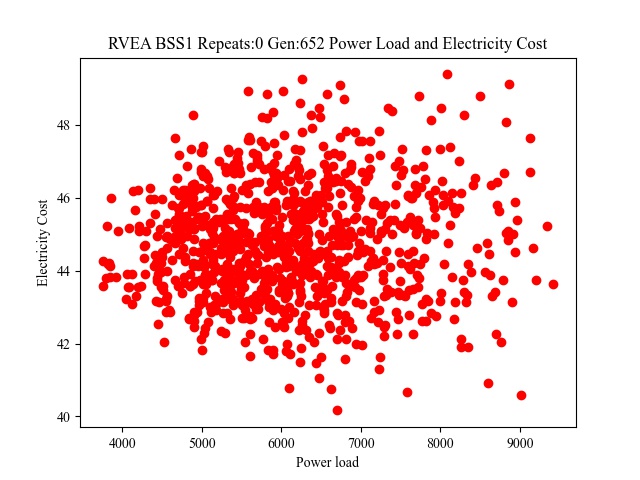 RVEA BSS1 Repeats:0 Gen:652 Power Load and Electricity Cost
48
46
44
42
40
Electricity Cost
4000 5000 6000 7000 8000 9000
Power load